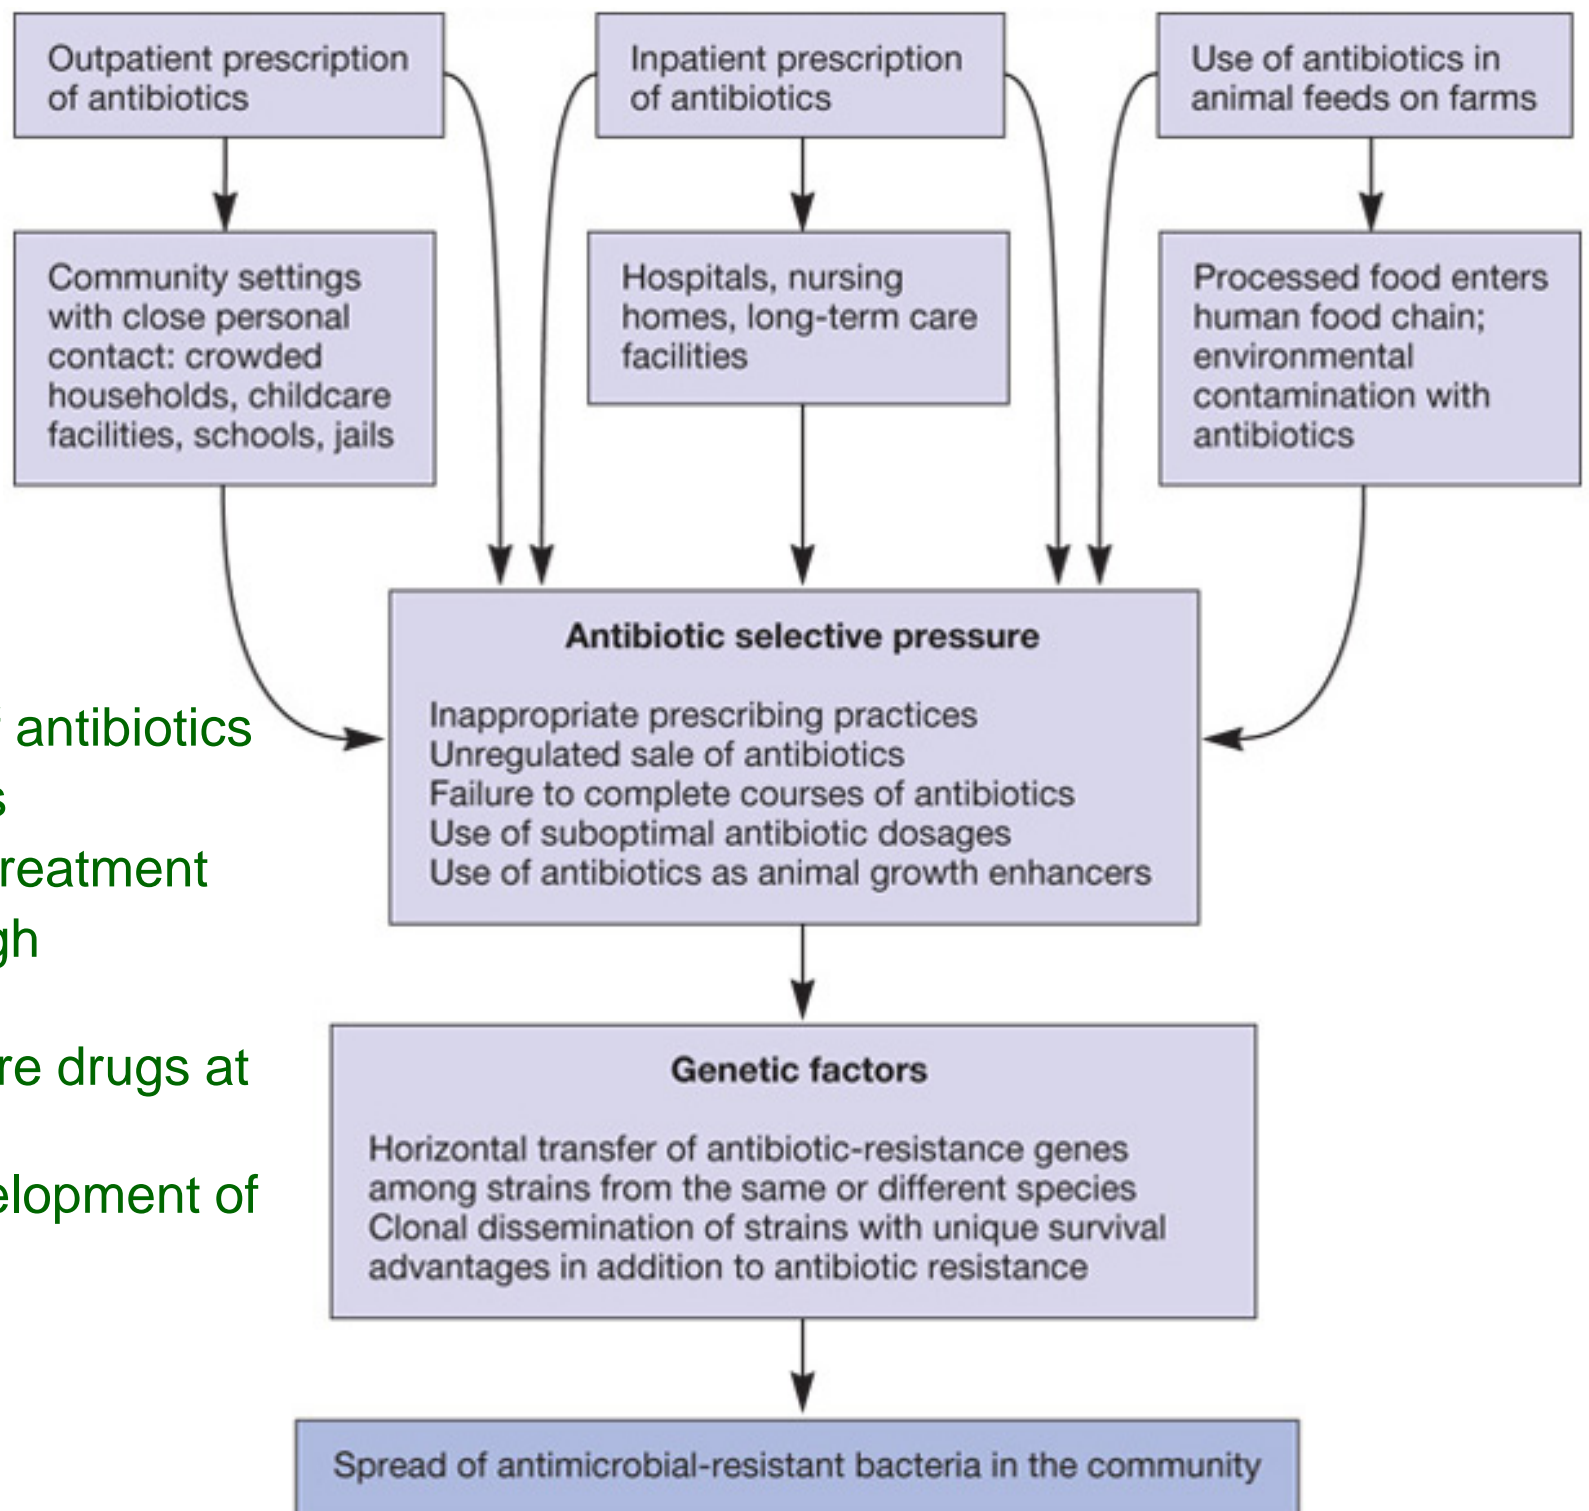 Outpatient prescription
of antibiotics
Inpatient prescription
of antibiotics
Use of antibiotics in
animal feeds on farms
Community settings
with close personal
contact: crowded
households, childcare
facilities, schools, jails
Hospitals, nursing
homes, long-term care
facilities
Processed food enters
human food chain;
environmental
contamination with
antibiotics
Antibiotic selective pressure
Inappropriate prescribing practices
Unregulated sale of antibiotics
Failure to complete courses of antibiotics
Use of suboptimal antibiotic dosages
Use of antibiotics as animal growth enhancers
antibiotics
drugs at
of
Genetic factors
Horizontal transfer of antibiotic-resistance genes
among strains from the same or different species
Clonal dissemination of strains with unique survival
advantages in addition to antibiotic resistance
Spread of antimicrobial-resistant bacteria in the community